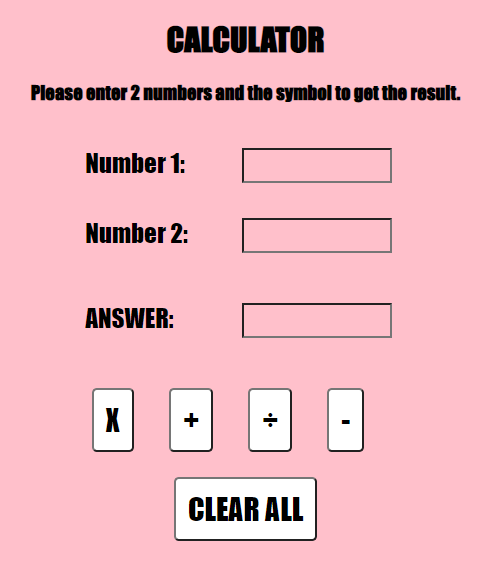 CALCULATOR
Please enter 2 numbers and the symbol to get the result.
Number 1:
Number 2:
ANSWER:
X + ÷ -
CLEAR ALL